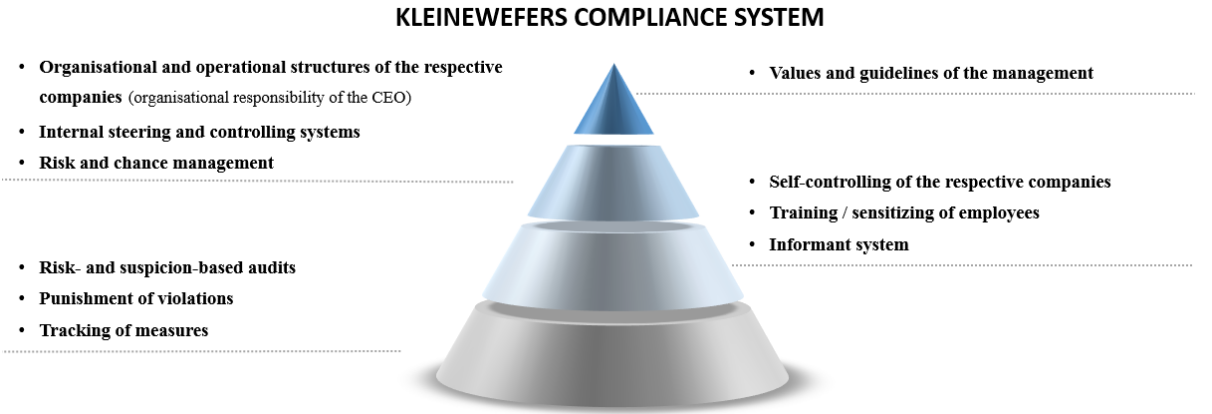 KLEINEWEFERS COMPLIANCE SYSTEM
• Organisational and operational structures of the respective
companies (organisational responsibility of the CEO)
• Internal steering and controlling systems
• Risk and chance management
• Values and guidelines of the management
• Self-controlling of the respective companies
• Training / sensitizing of employees
• Informant system
• Risk- and suspicion-based audits
• Punishment of violations
• Tracking of measures